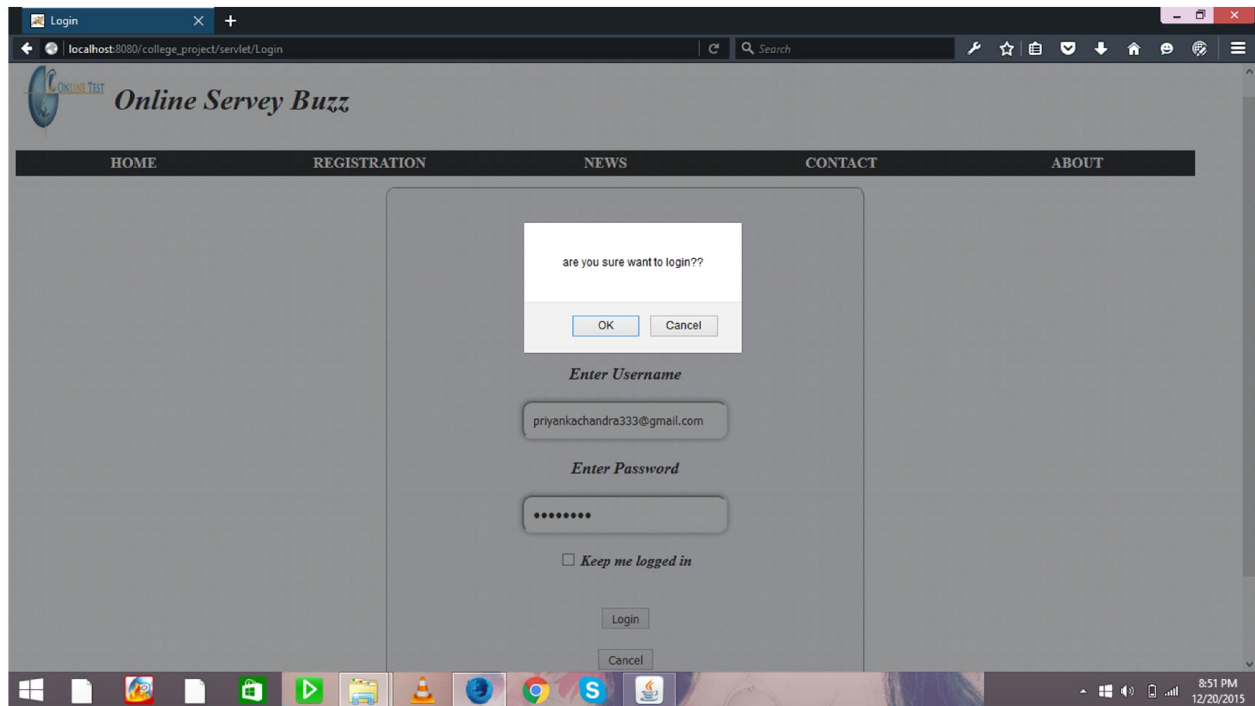 Login
localhost:8080/college_project/servlet/Login
Search
ONLINE TEST
Online Servey Buzz
HOME REGISTRATION NEWS CONTACT ABOUT
are you sure want to login??
OK Cancel
Enter Username
priyankachandra333@gmail.com
Enter Password
••••••••
Keep me logged in
Login
Cancel
8:51 PM
12/20/2015